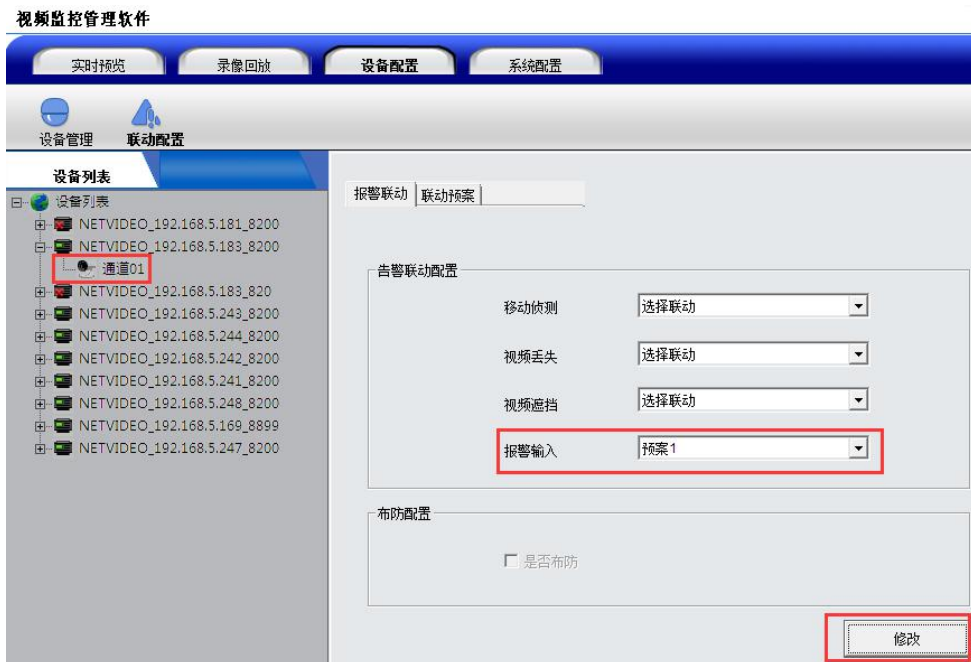 视频监控管理软件
实时预览 录像回放 设备配置 系统配置
设备管理 联动配置
设备列表
设备列表
NETVIDEO_192.168.5.181_8200
NETVIDEO_192.168.5.183_8200
通道01
NETVIDEO_192.168.5.183_820
NETVIDEO_192.168.5.243_8200
NETVIDEO_192.168.5.244_8200
NETVIDEO_192.168.5.242_8200
NETVIDEO_192.168.5.241_8200
NETVIDEO_192.168.5.248_8200
NETVIDEO_192.168.5.169_8899
NETVIDEO_192.168.5.247_8200
报警联动 联动预案
告警联动配置
移动侦测 选择联动
视频丢失 选择联动
视频遮挡 选择联动
报警输入 预案1
布防配置
是否布防
修改